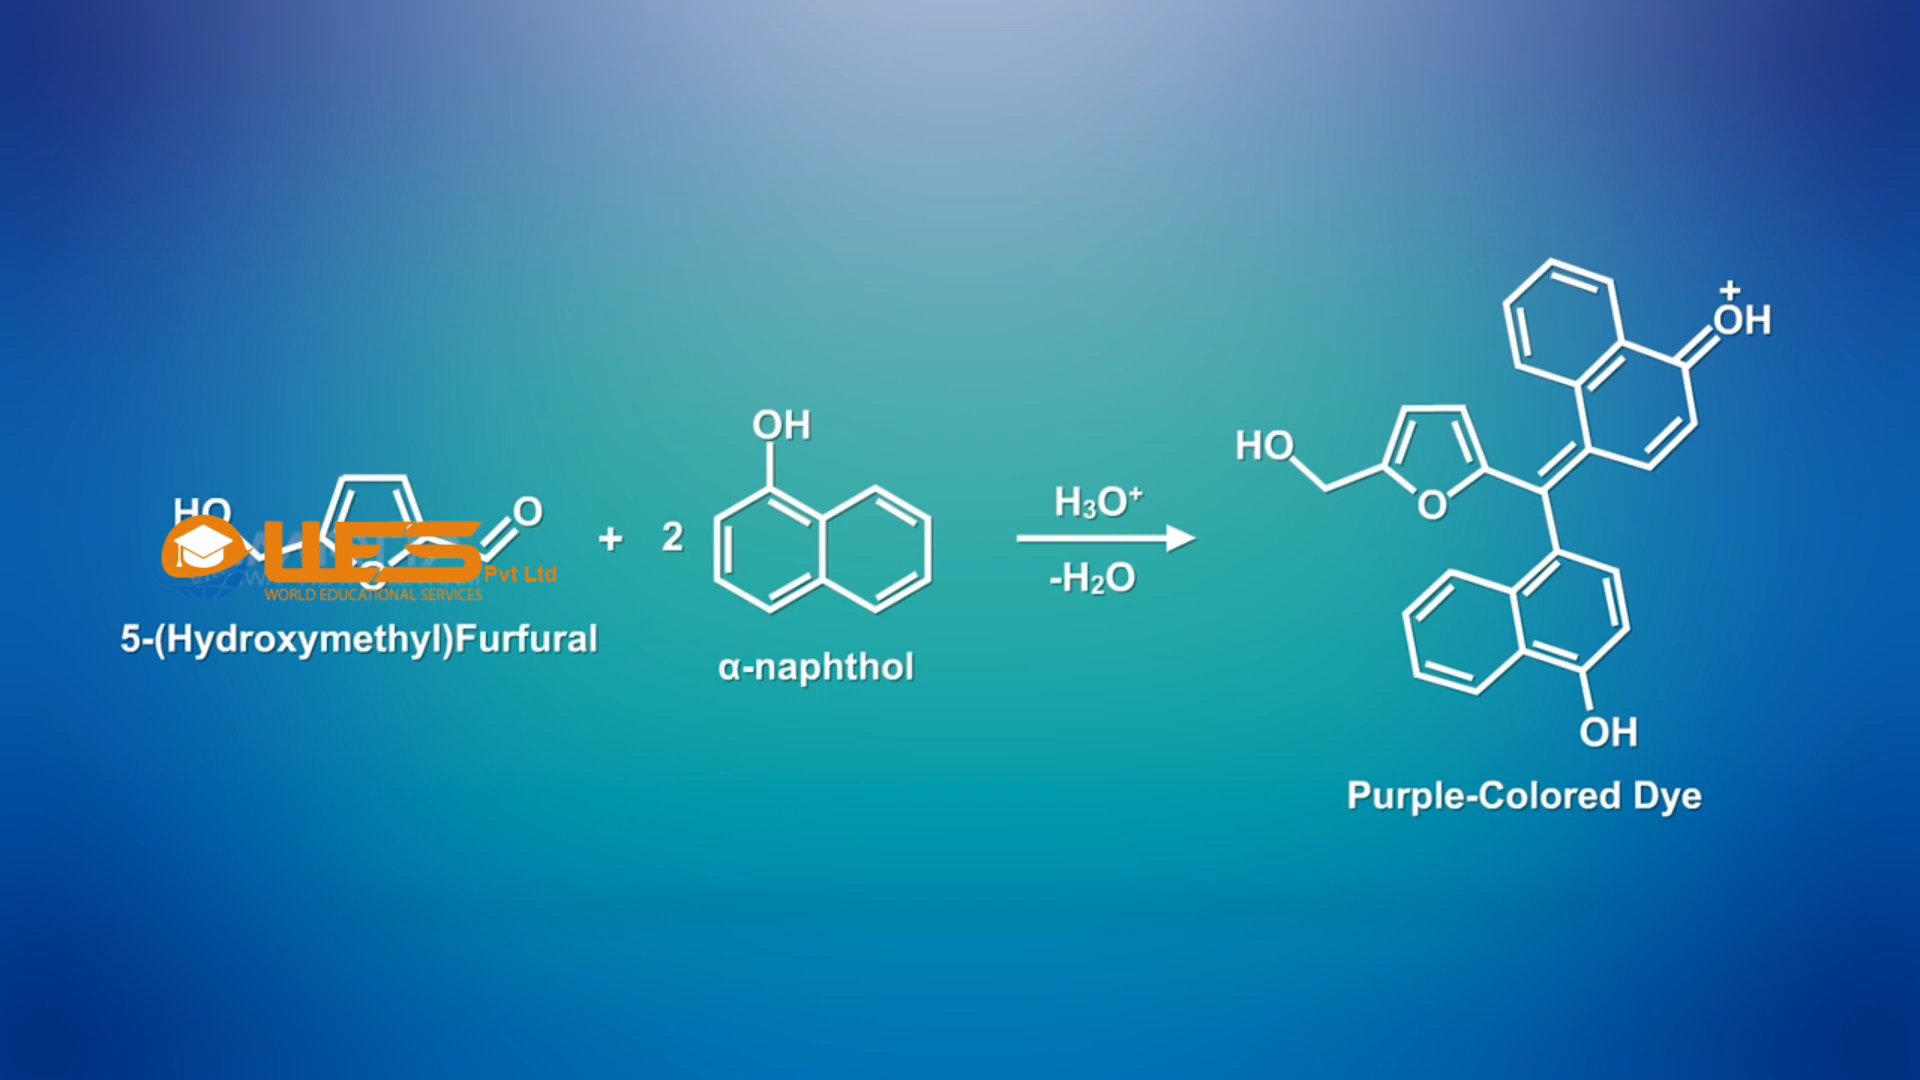 OH
HO
O
+ 2
H₃O⁺
-H₂O
WES
Pvt Ltd
WORLD EDUCATIONAL SERVICES
5-(Hydroxymethyl)Furfural
α-naphthol
+
OH
HO
O
OH
Purple-Colored Dye